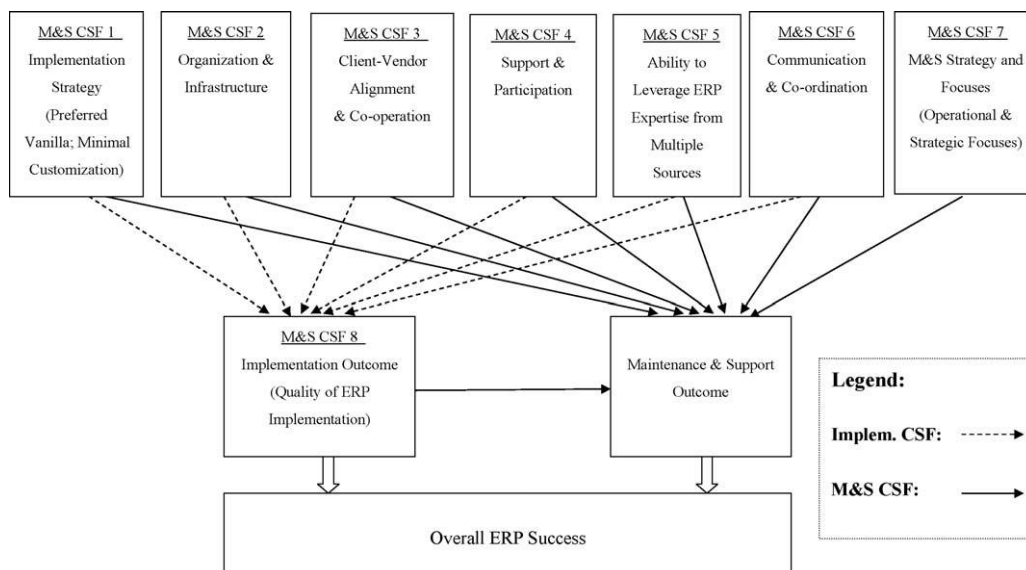 M&S CSF 1
Implementation
Strategy
(Preferred
Vanilla; Minimal
Customization)
M&S CSF 2
Organization &
Infrastructure
M&S CSF 3
Client-Vendor
Alignment
& Co-operation
M&S CSF 4
Support &
Participation
M&S CSF 5
Ability to
Leverage ERP
Expertise from
Multiple
Sources
M&S CSF 6
Communication
& Co-ordination
M&S CSF 7
M&S Strategy and
Focuses
(Operational &
Strategic Focuses)
M&S CSF 8
Implementation Outcome
(Quality of ERP
Implementation)
Maintenance & Support
Outcome
Legend:
Implem. CSF:
M&S CSF:
Overall ERP Success